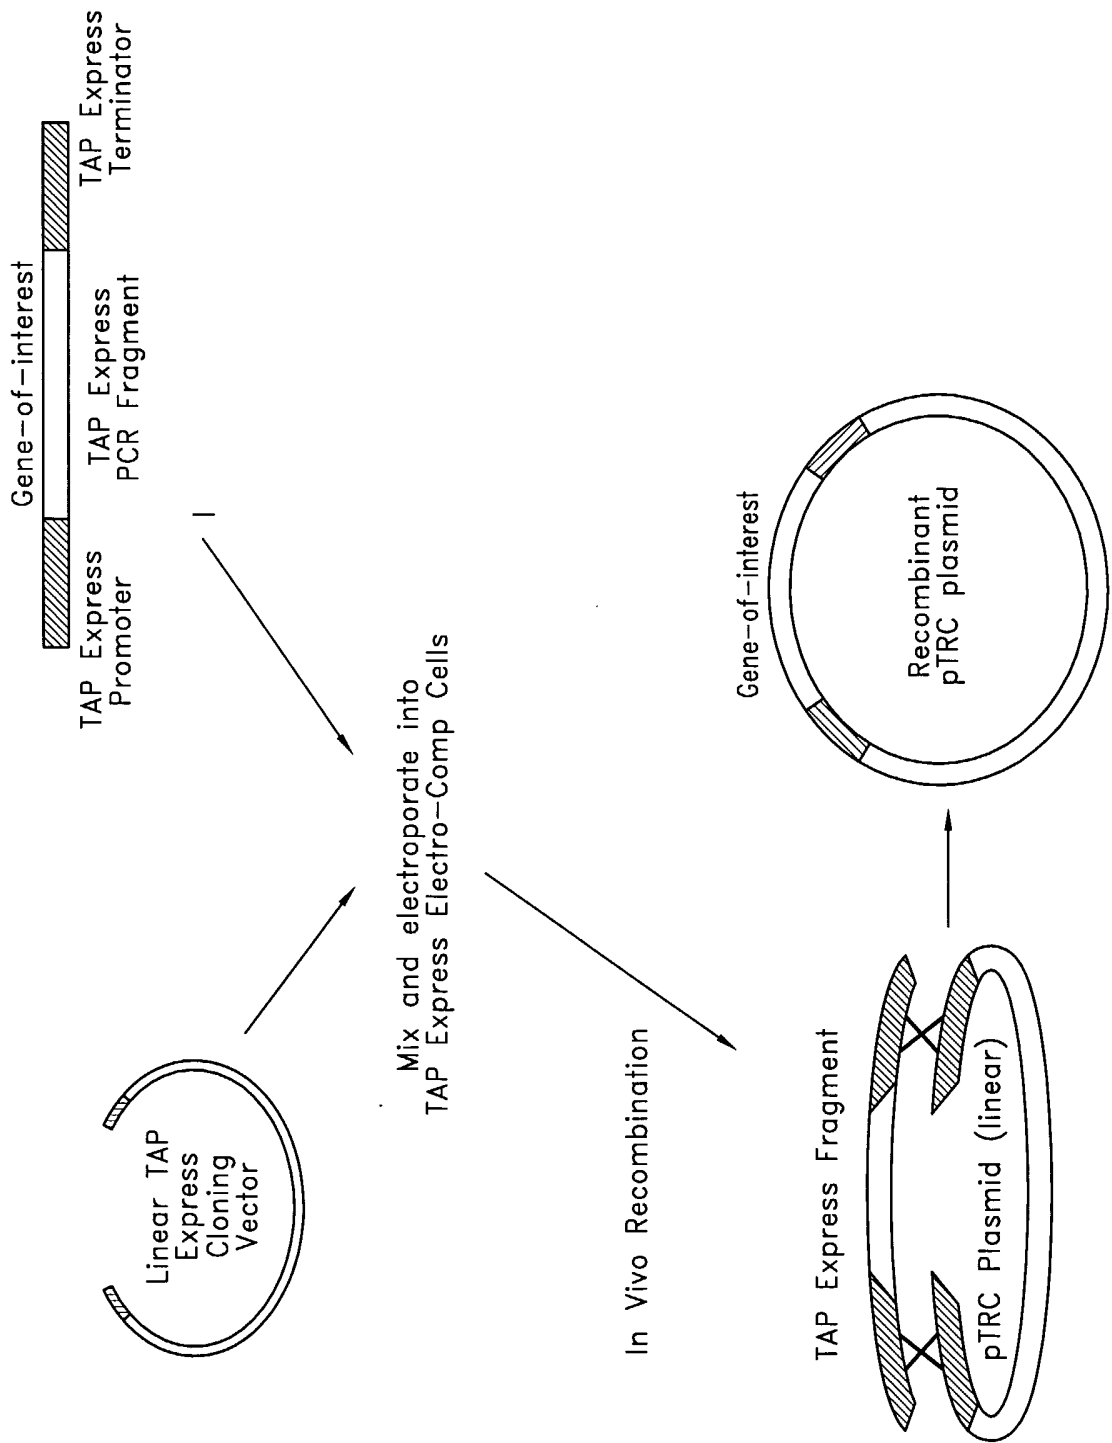 Gene-of-interest
TAP Express
Promoter
TAP Express
PCR Fragment
TAP Express
Terminator
Linear TAP
Express
Cloning
Vector
Mix and electroporate into
TAP Express Electro-Comp Cells
In Vivo Recombination
TAP Express Fragment
pTRC Plasmid (linear)
Gene-of-interest
Recombinant
pTRC plasmid